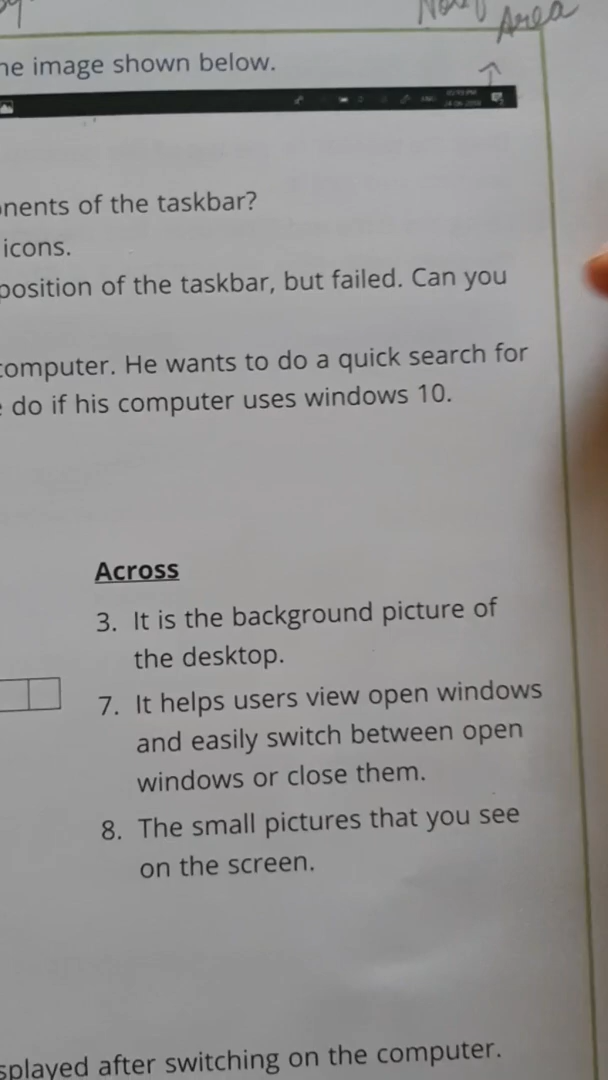 Area
he image shown below.
nents of the taskbar?
icons.
position of the taskbar, but failed. Can you
computer. He wants to do a quick search for
do if his computer uses windows 10.
Across
3. It is the background picture of
the desktop.
7. It helps users view open windows
and easily switch between open
windows or close them.
8. The small pictures that you see
on the screen.
splayed after switching on the computer.